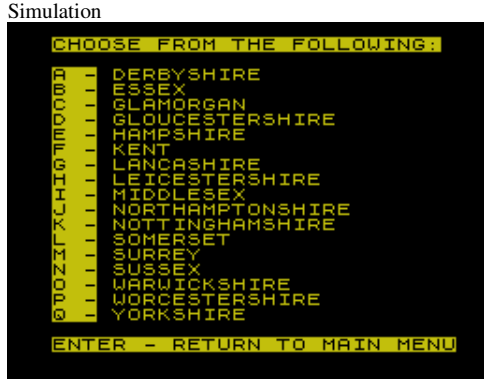 Simulation
CHOOSE FROM THE FOLLOWING:
A - DERBYSHIRE
B - ESSEX
C - GLAMORGAN
D - GLOUCESTERSHIRE
E - HAMPSHIRE
F - KENT
G - LANCASHIRE
H - LEICESTERSHIRE
I - MIDDLESEX
J - NORTHAMPTONSHIRE
K - NOTTINGHAMSHIRE
L - SOMERSET
M - SURREY
N - SUSSEX
O - WARWICKSHIRE
P - WORCESTERSHIRE
Q - YORKSHIRE
ENTER - RETURN TO MAIN MENU